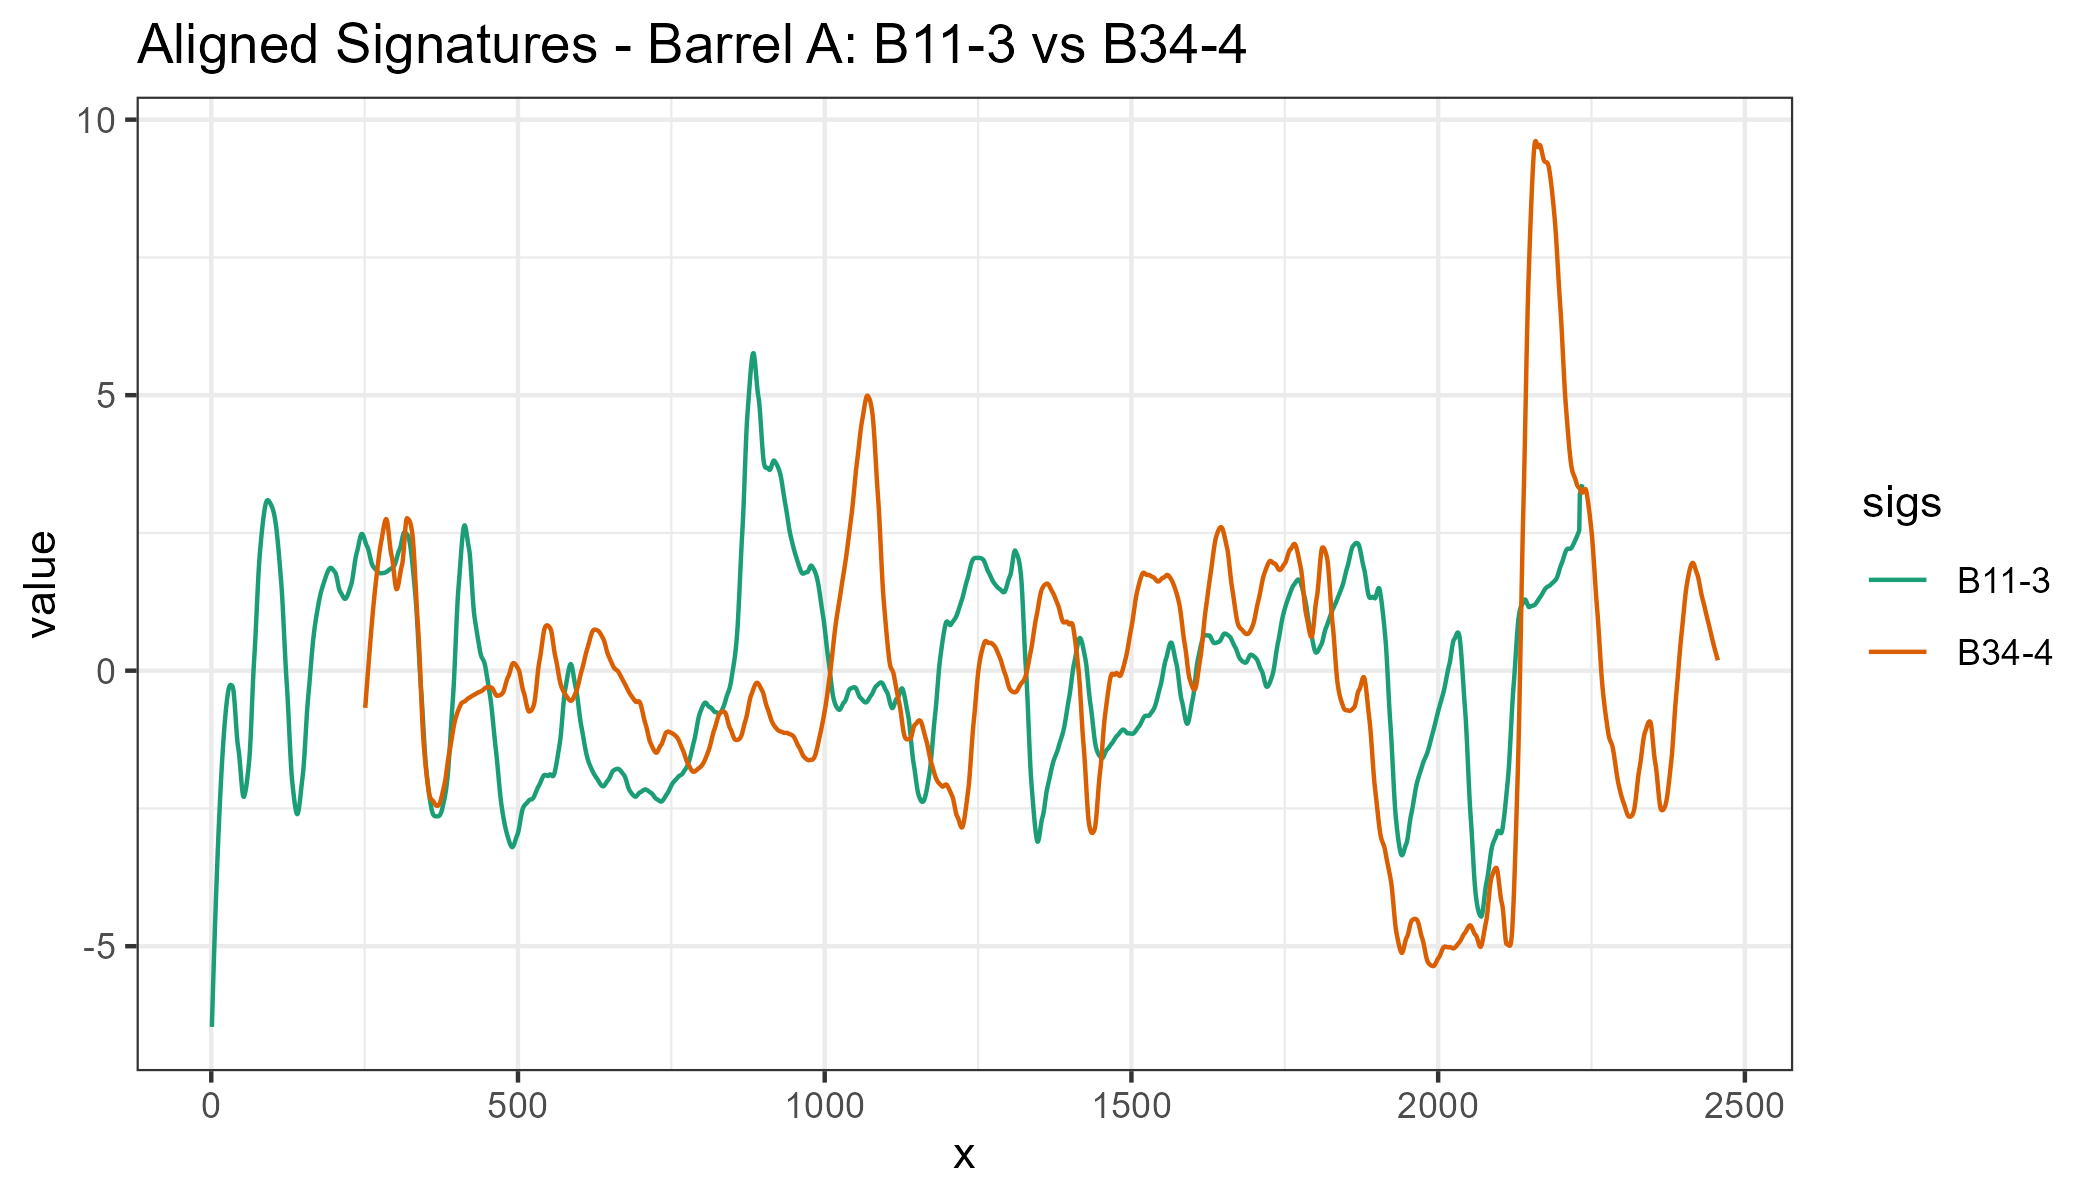 Aligned Signatures - Barrel A: B11-3 vs B34-4
10
5
0
-5
value
0 500 1000 1500 2000 2500
x
sigs
B11-3
B34-4